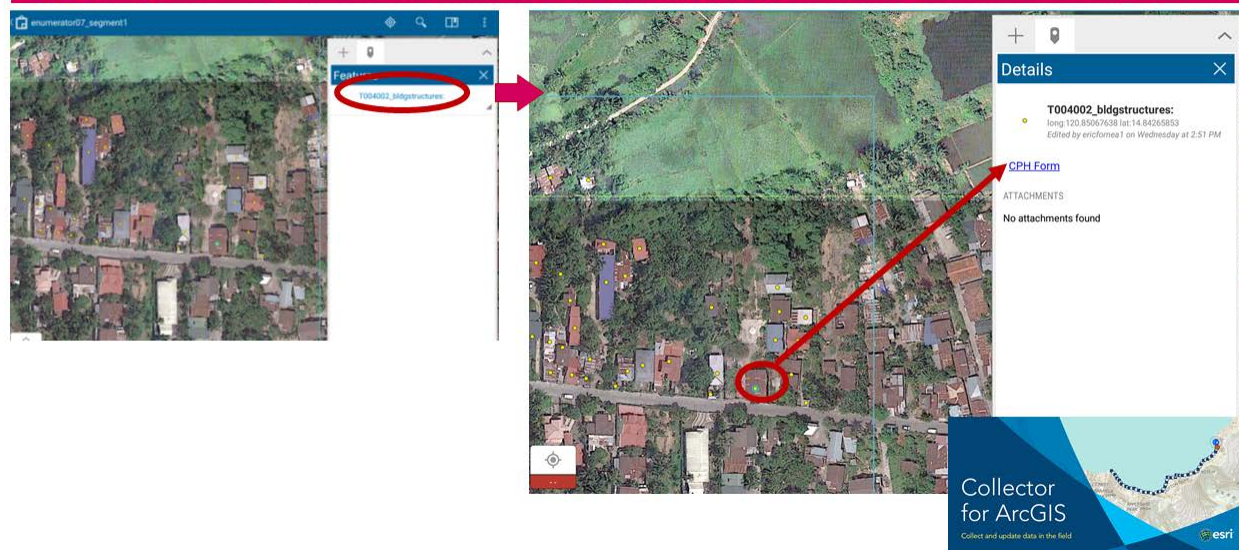 enumerator07_segment1
Features
T004002_bldgstructures:
Details
T004002_bldgstructures:
long:120.85067638 lat:14.84265853
Edited by ericfornea1 on Wednesday at 2:51 PM
CPH Form
ATTACHMENTS
No attachments found
Collector
for ArcGIS
Collect and update data in the field
esri